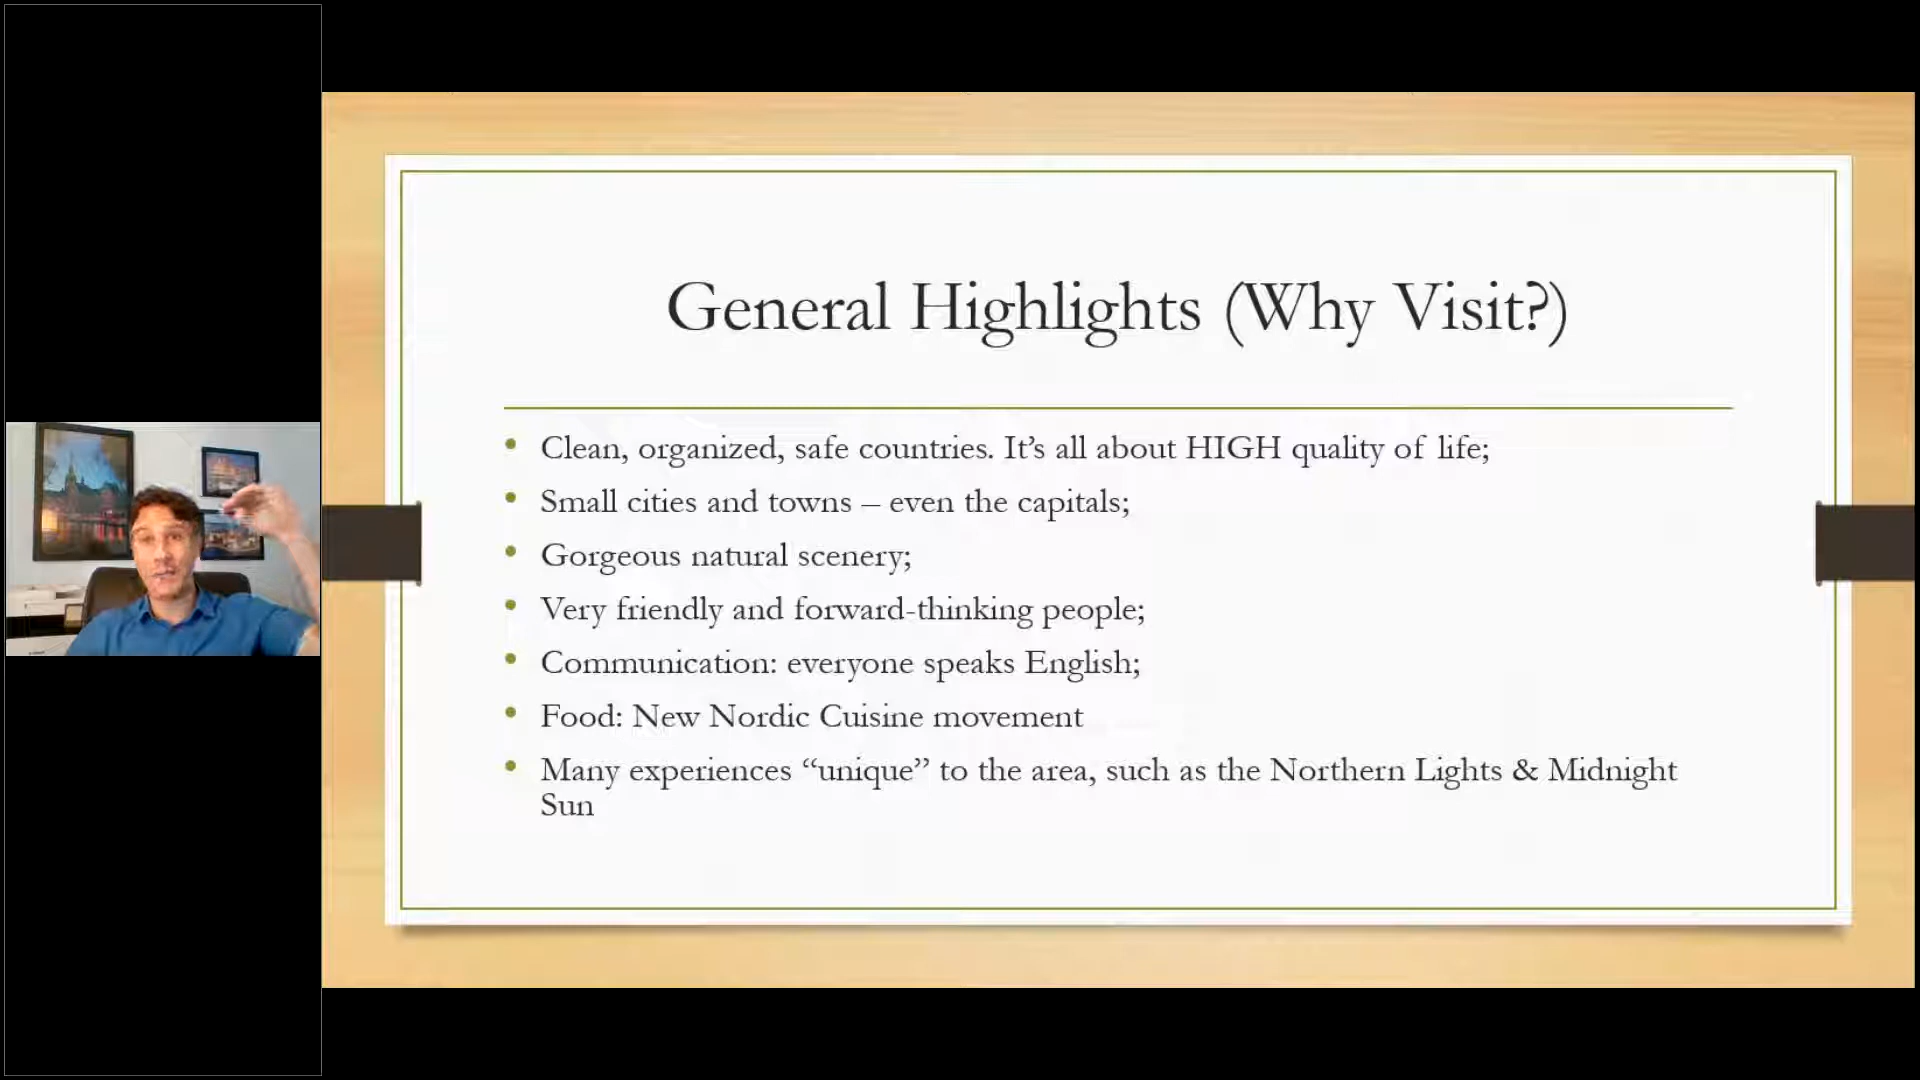 General Highlights (Why Visit?)
• Clean, organized, safe countries. It’s all about HIGH quality of life;
• Small cities and towns – even the capitals;
• Gorgeous natural scenery;
• Very friendly and forward-thinking people;
• Communication: everyone speaks English;
• Food: New Nordic Cuisine movement
• Many experiences “unique” to the area, such as the Northern Lights & Midnight
Sun